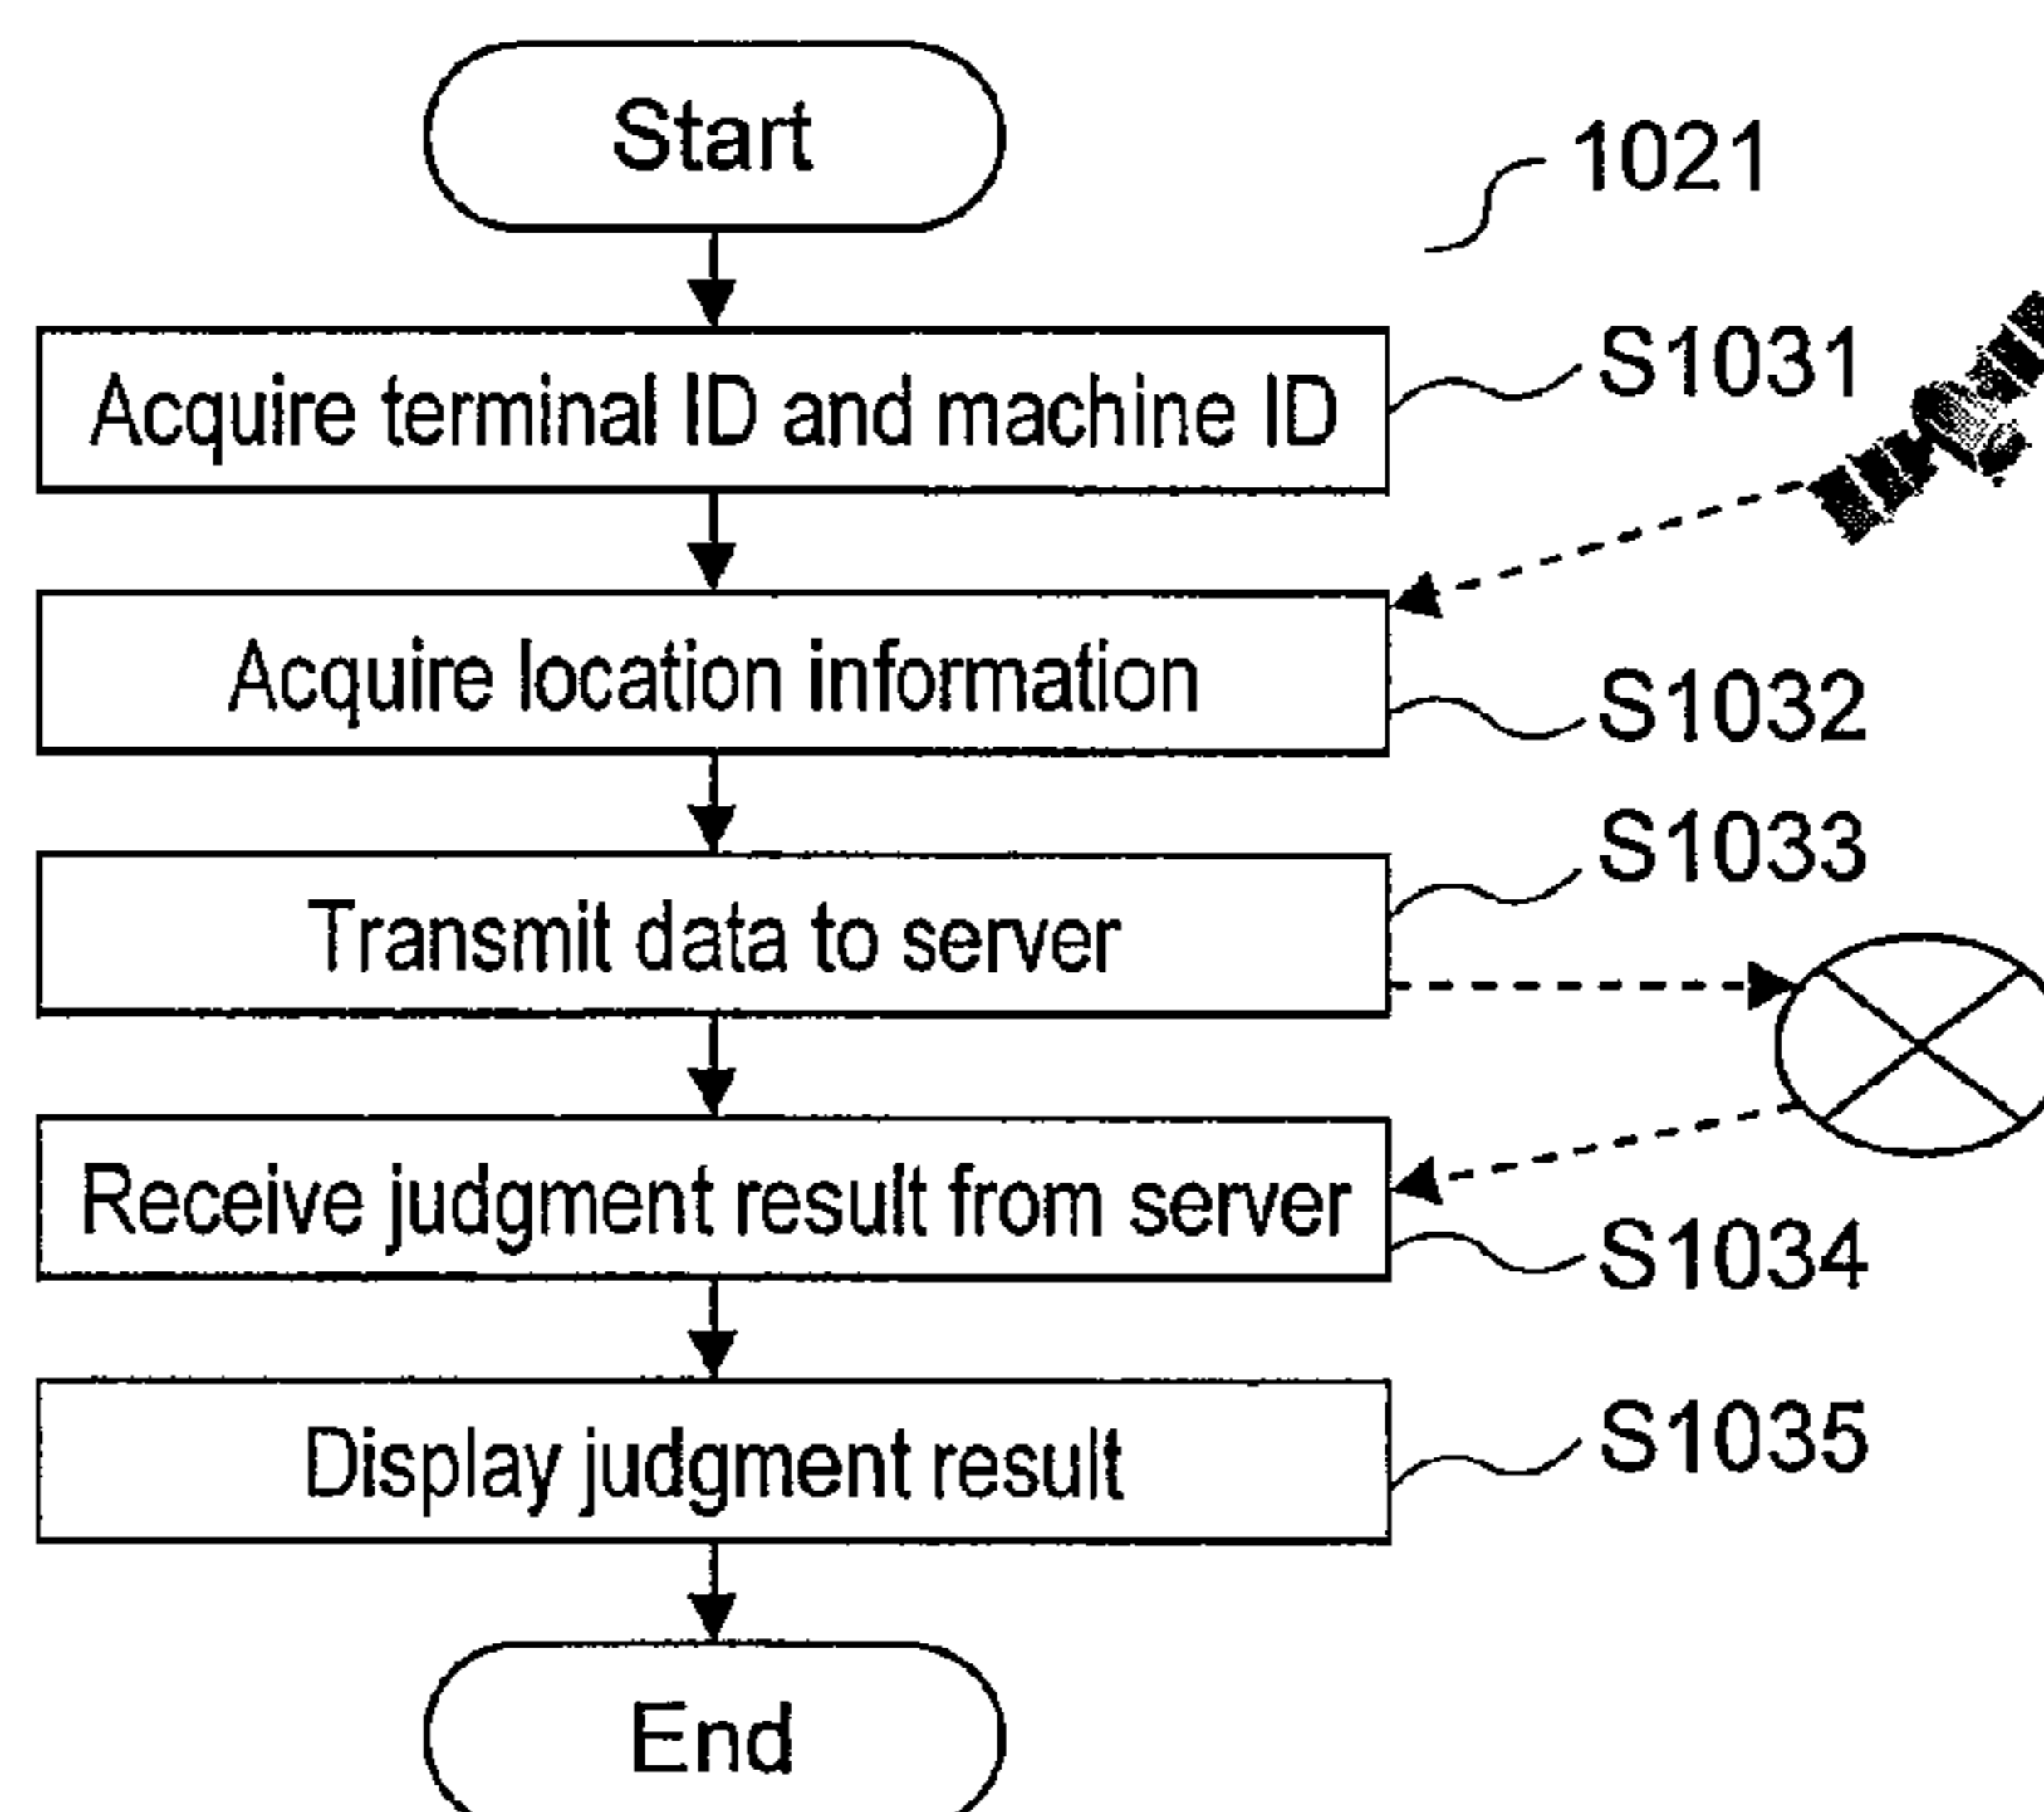 Start
1021
Acquire terminal ID and machine ID
S1031
Acquire location information
S1032
Transmit data to server
S1033
Receive judgment result from server
S1034
Display judgment result
S1035
End